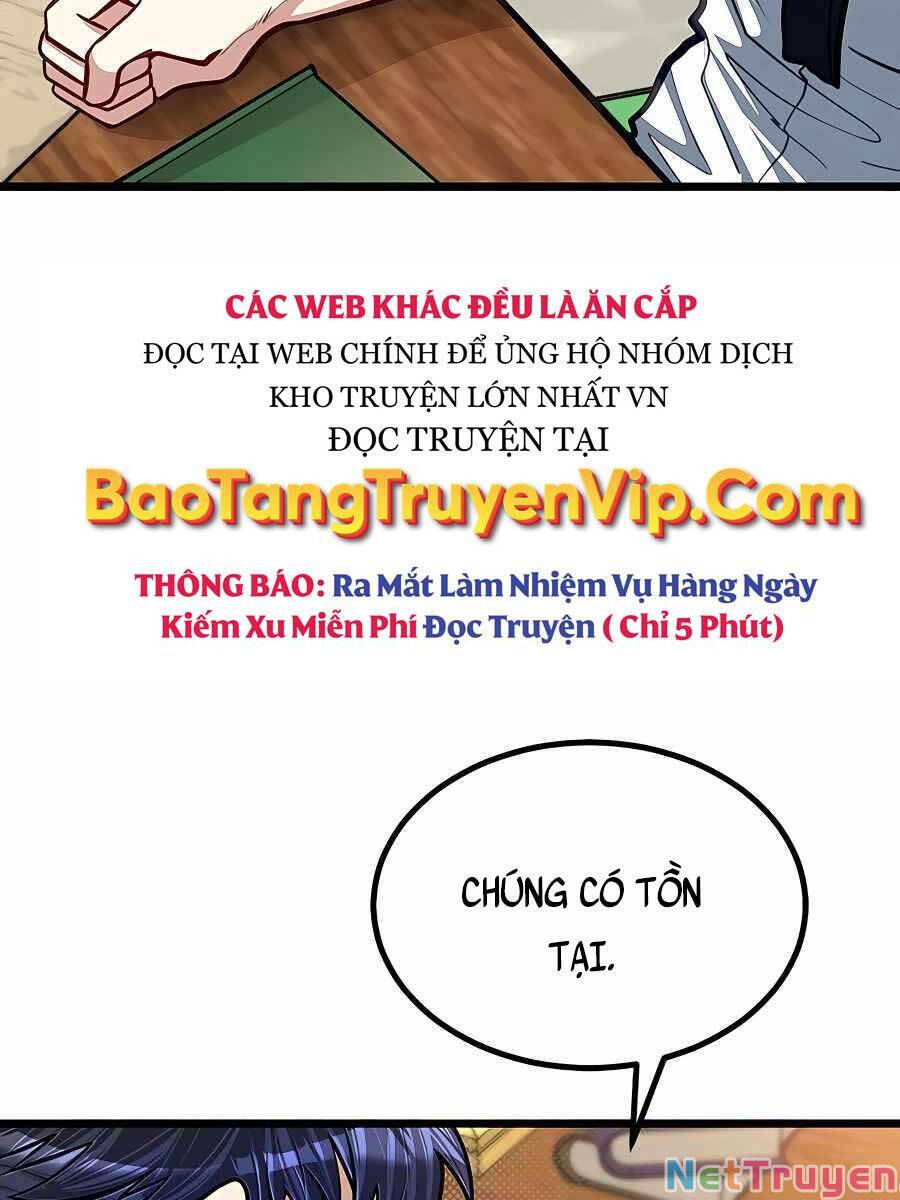 CÁC WEB KHÁC ĐỀU LÀ ĂN CẮP
ĐỌC TẠI WEB CHÍNH ĐỂ ỦNG HỘ NHÓM DỊCH
KHO TRUYỆN LỚN NHẤT VN
ĐỌC TRUYỆN TẠI
BaoTangTruyenVip.Com
THÔNG BÁO: Ra Mắt Làm Nhiệm Vụ Hàng Ngày
Kiếm Xu Miễn Phí Đọc Truyện ( Chỉ 5 Phút)
CHÚNG CÓ TỒN
TẠI.
NetTruyen